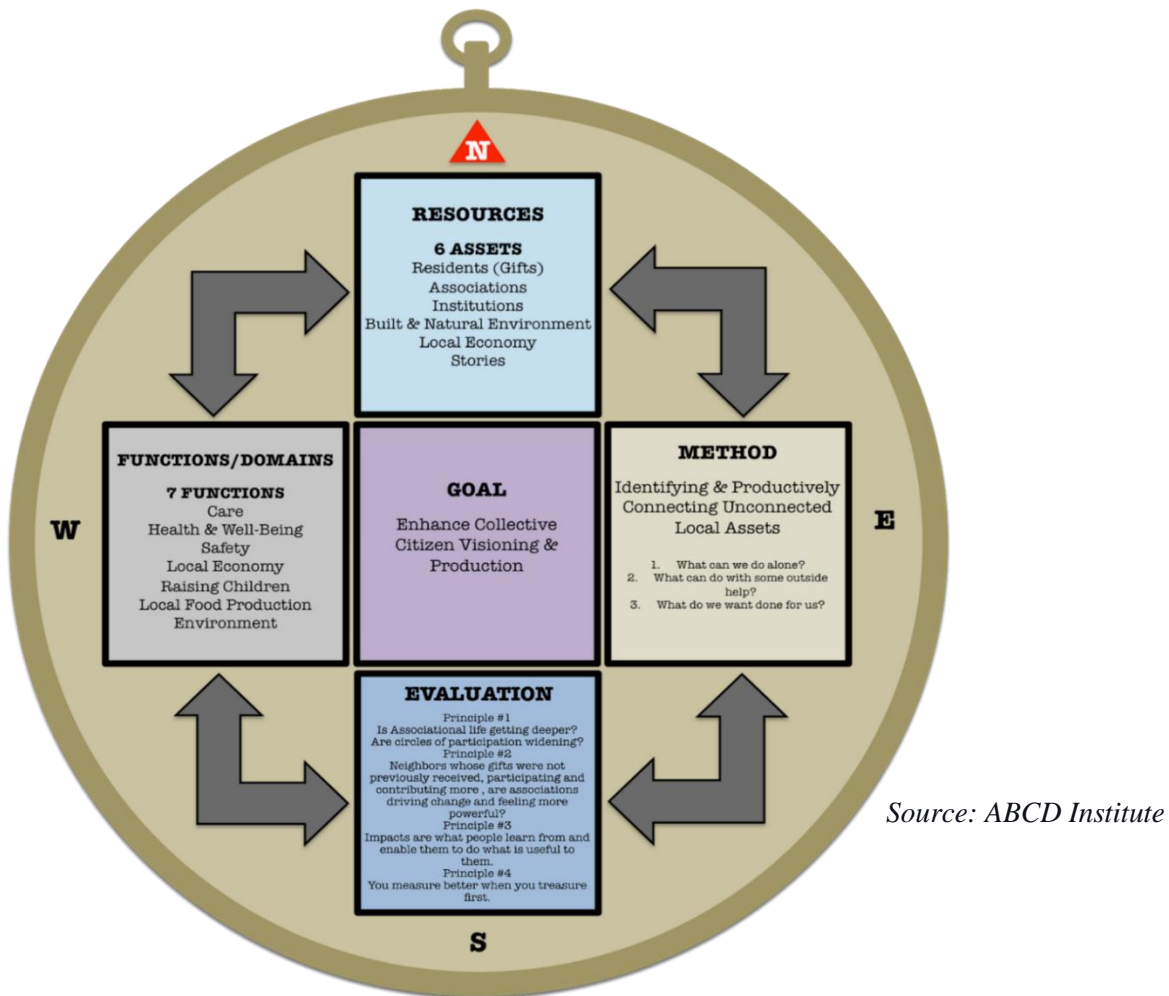 N
RESOURCES
6 ASSETS
Residents (Gifts)
Associations
Institutions
Built & Natural Environment
Local Economy
Stories
W
FUNCTIONS/DOMAINS
7 FUNCTIONS
Care
Health & Well-Being
Safety
Local Economy
Raising Children
Local Food Production
Environment
GOAL
Enhance Collective
Citizen Visioning &
Production
METHOD
Identifying & Productively
Connecting Unconnected
Local Assets
1. What can we do alone?
2. What can do with some outside
help?
3. What do we want done for us?
E
EVALUATION
Principle #1
Is Associational life getting deeper?
Are circles of participation widening?
Principle #2
Neighbors whose gifts were not
previously received, participating and
contributing more , are associations
driving change and feeling more
powerful?
Principle #3
Impacts are what people learn from and
enable them to do what is useful to
them.
Principle #4
You measure better when you treasure
first.
S
Source: ABCD Institute